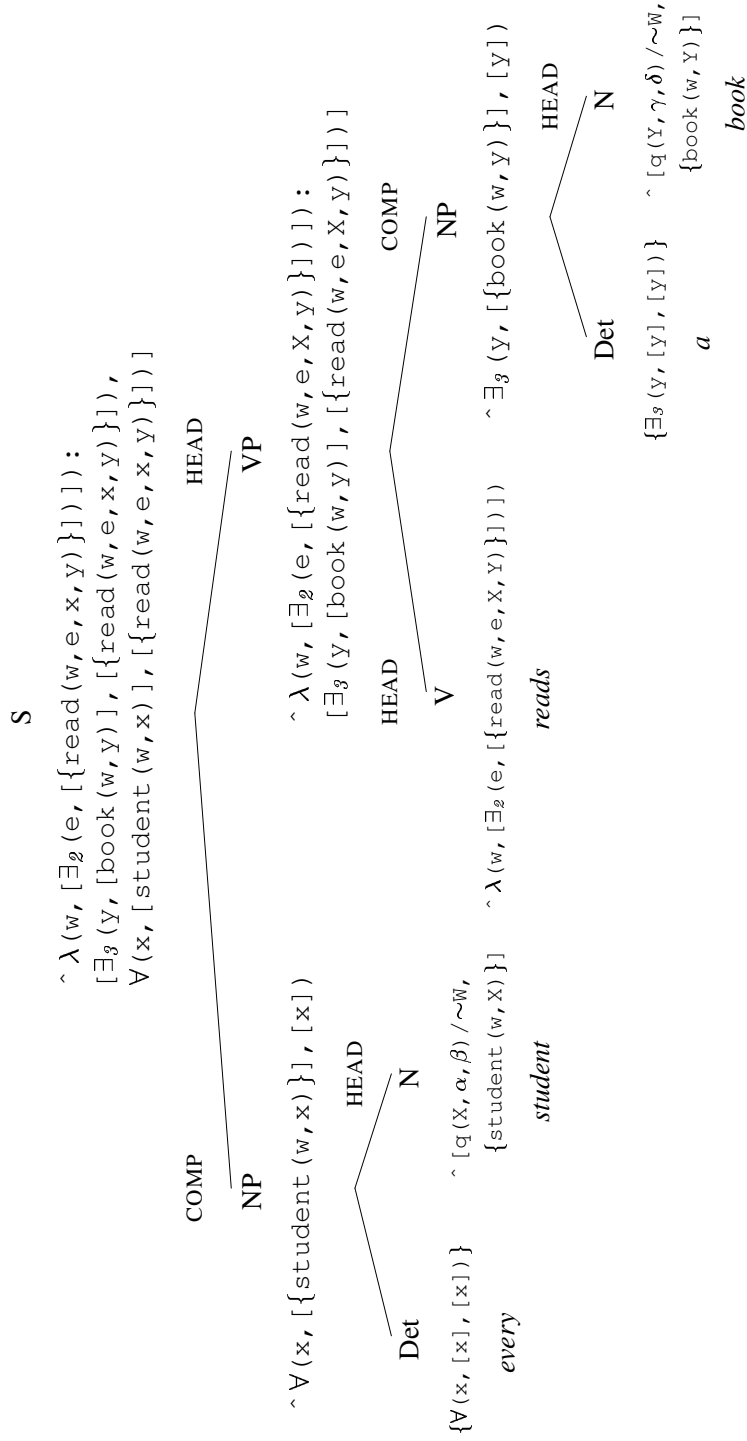 S
ˆ λ(w,[∃₂(e,[{read(w,e,x,y)}])]):
[∃₃(y,[book(w,y)],[{read(w,e,x,y)}]),
∀(x,[student(w,x)],[{read(w,e,x,y)}])]
COMP HEAD
NP VP
ˆ ∀(x,[{student(w,x)}],[x])
ˆ λ(w,[∃₂(e,[{read(w,e,X,y)}])]):
[∃₃(y,[book(w,y)],[{read(w,e,X,y)}])]
HEAD
Det N
{∀(x,[x],[x])}
every
ˆ [q(X,α,β)/∼W,
{student(w,X)}]
student
HEAD COMP
V NP
ˆ λ(w,[∃₂(e,[{read(w,e,X,Y)}])])
reads
ˆ ∃₃(y,[{book(w,y)}],[y])
HEAD
Det N
{∃₃(y,[y],[y])}
a
ˆ [q(Y,γ,δ)/∼W,
{book(w,Y)}]
book